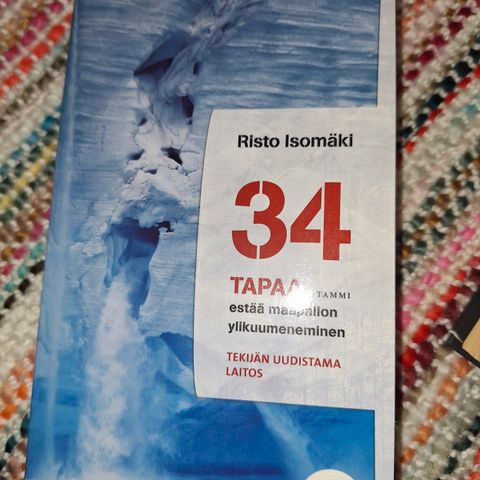 Risto Isomäki
34
TAPAA
TAMMI
estää maapallon
ylikuumeneminen
TEKIJÄN UUDISTAMA
LAITOS